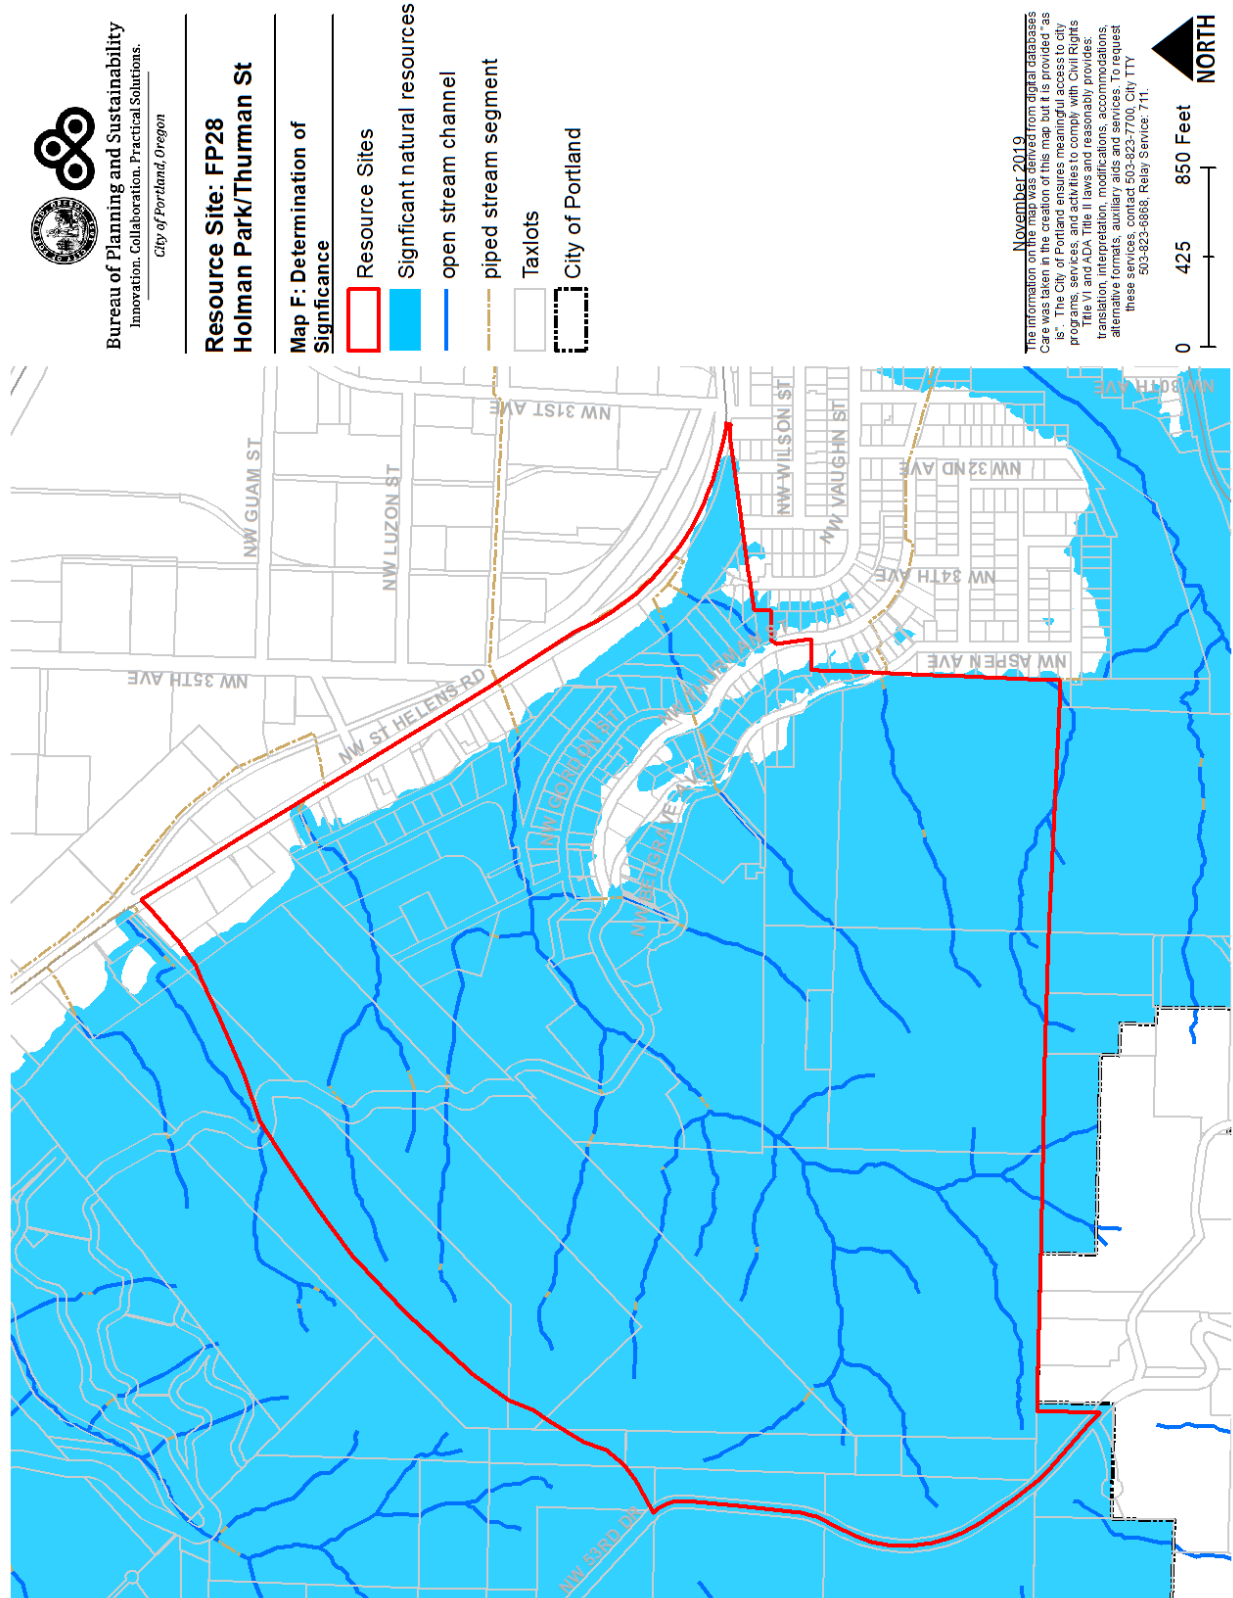 Bureau of Planning and Sustainability
Innovation. Collaboration. Practical Solutions.
City of Portland, Oregon
Resource Site: FP28
Holman Park/Thurman St
Map F: Determination of
Signficance
Resource Sites
Signficant natural resources
open stream channel
piped stream segment
Taxlots
City of Portland
November 2019
The information on the map was derived from digital databases
Care was taken in the creation of this map but it is provided "as
is". The City of Portland ensures meaningful access to city
programs, services, and activities to comply with Civil Rights
Title VI and ADA Title II laws and reasonably provides:
translation, interpretation, modifications, accommodations,
alternative formats, auxiliary aids and services. To request
these services, contact 503-823-7700, City TTY
503-823-6868, Relay Service: 711.
0 425 850 Feet
NORTH
NW 31ST AVE
NW GUAM ST
NW LUZON ST
NW 35TH AVE
NW ST HELENS RD
NW WILSON ST
NW VAUGHN ST
NW 30TH AVE
NW 32ND AVE
NW 34TH AVE
NW ASPEN AVE
NW THURMAN ST
NW GORDON ST
NW BELGRAVE AVE
NW 53RD DR